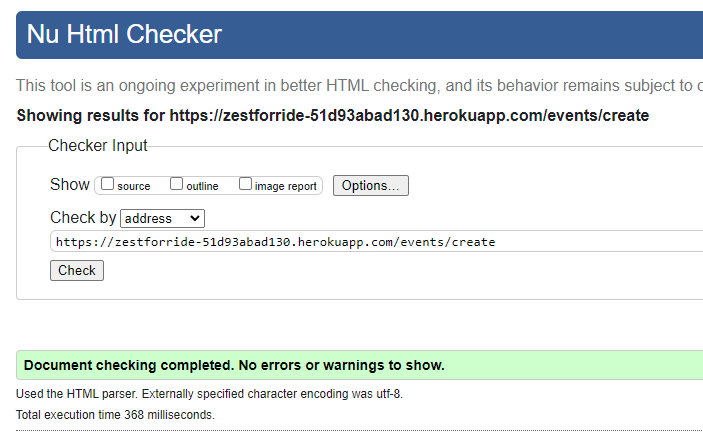 Nu Html Checker
This tool is an ongoing experiment in better HTML checking, and its behavior remains subject to
Showing results for https://zestforride-51d93abad130.herokuapp.com/events/create
Checker Input
Show source outline image report Options...
Check by address
https://zestforride-51d93abad130.herokuapp.com/events/create
Check
Document checking completed. No errors or warnings to show.
Used the HTML parser. Externally specified character encoding was utf-8.
Total execution time 368 milliseconds.